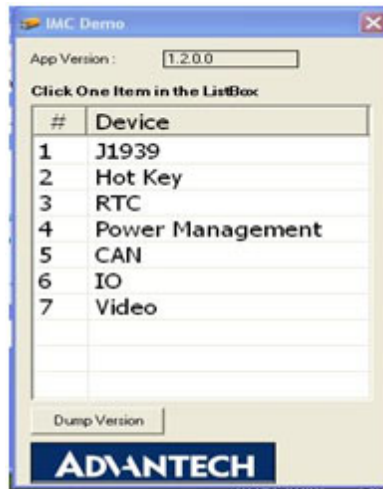 IMC Demo
App Version : 1.2.0.0
Click One Item in the ListBox
# Device
1 J1939
2 Hot Key
3 RTC
4 Power Management
5 CAN
6 IO
7 Video
Dump Version
ADVANTECH